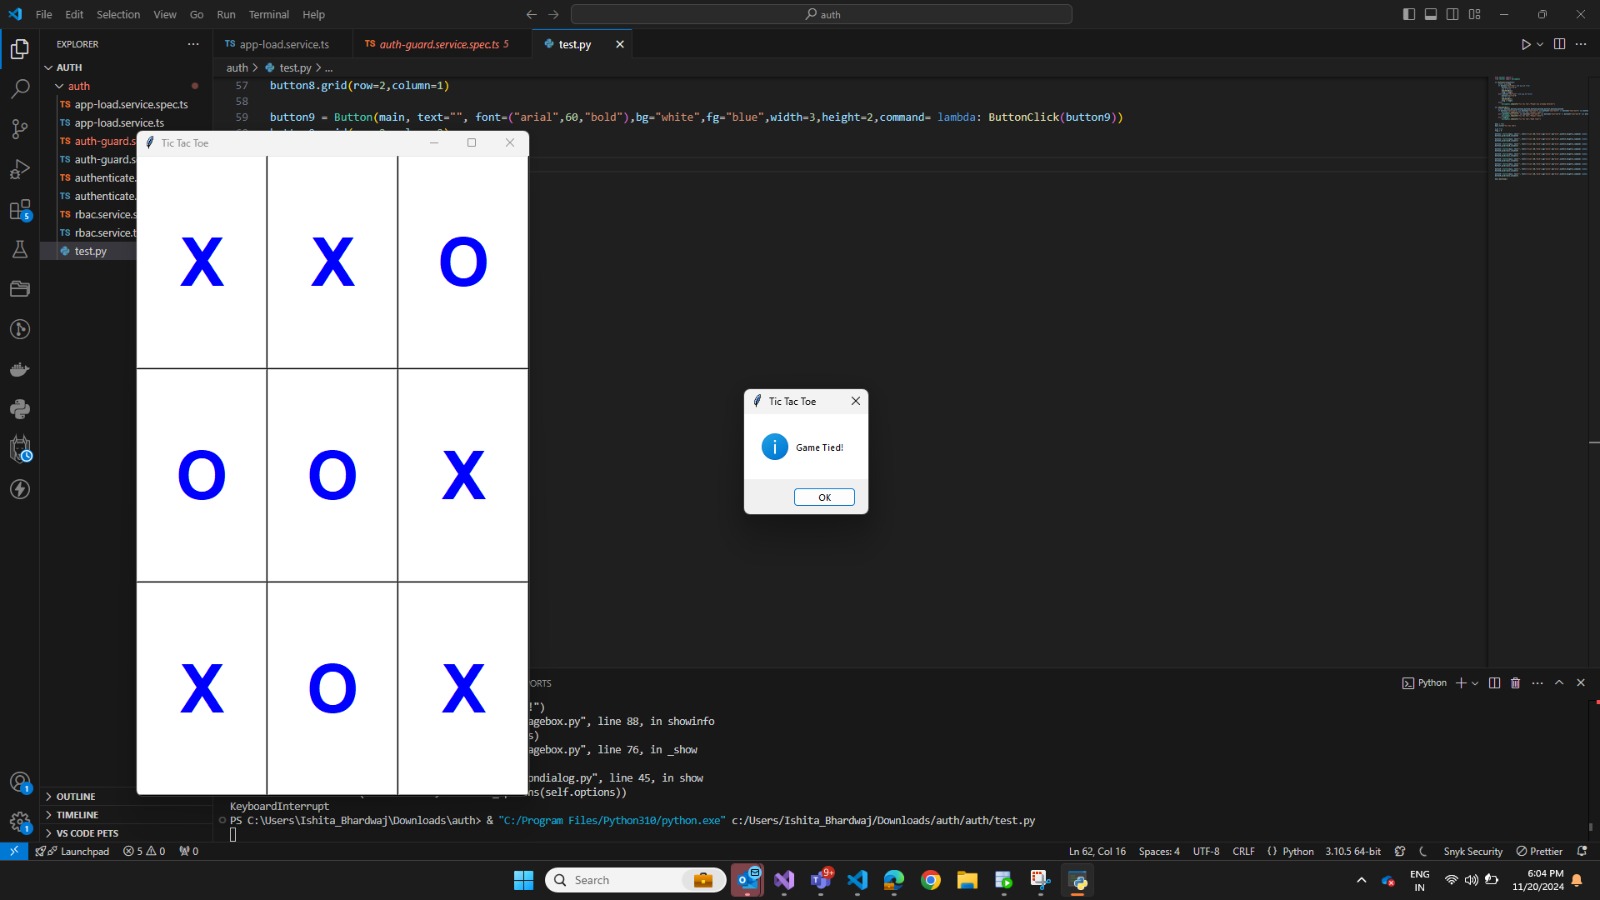 File Edit Selection View Go Run Terminal Help
auth
EXPLORER
TS app-load.service.ts
TS auth-guard.service.spec.ts 5
test.py
AUTH
auth > test.py > ...
auth
TS app-load.service.spec.ts
TS app-load.service.ts
TS auth-guard.s
TS auth-guard.s
TS authenticate.
TS authenticate.
TS rbac.service.s
TS rbac.service.t
test.py
57 button8.grid(row=2,column=1)
58
59 button9 = Button(main, text="", font=("arial",60,"bold"),bg="white",fg="blue",width=3,height=2,command= lambda: ButtonClick(button9))
Tic Tac Toe
X X O
O O X
X O X
Tic Tac Toe
i Game Tied!
OK
5
ORTS
Python
!")
agebox.py", line 88, in showinfo
s)
agebox.py", line 76, in _show
ondialog.py", line 45, in show
ns(self.options))
KeyboardInterrupt
PS C:\Users\Ishita_Bhardwaj\Downloads\auth> & "C:/Program Files/Python310/python.exe" c:/Users/Ishita_Bhardwaj/Downloads/auth/auth/test.py
OUTLINE
TIMELINE
VS CODE PETS
1
1
Launchpad 5 0 0
Ln 62, Col 16 Spaces: 4 UTF-8 CRLF {} Python 3.10.5 64-bit Snyk Security Prettier
Search
9+
ENG
IN
6:04 PM
11/20/2024